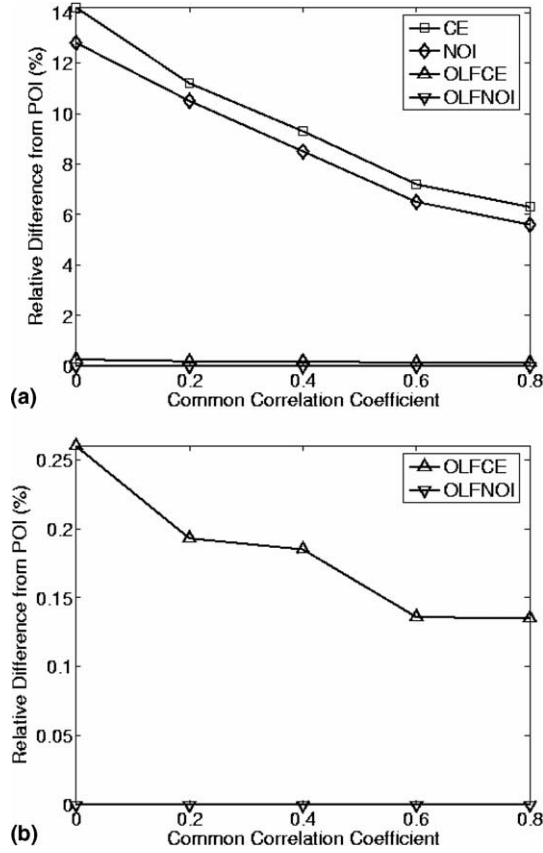 14
12
10
8
6
4
2
0
Relative Difference from POI (%)
CE
NOI
OLFCE
OLFNOI
0
0.2
0.4
0.6
0.8
Common Correlation Coefficient
(a)
0.25
0.2
0.15
0.1
0.05
0
Relative Difference from POI (%)
OLFCE
OLFNOI
0
0.2
0.4
0.6
0.8
Common Correlation Coefficient
(b)